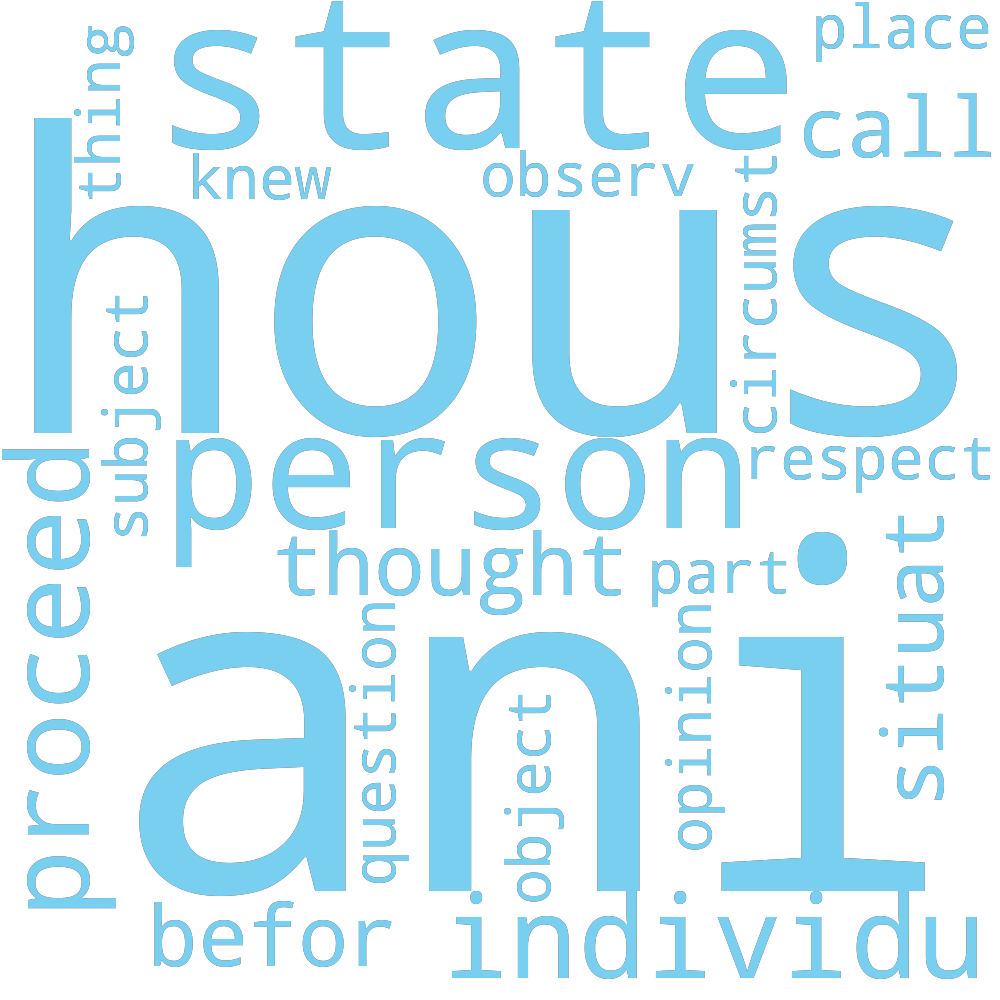 state
place
thing
call
knew
observ
circumst
hous
subject
person
respect
proceed
thought
part
situat
ani
question
object
opinion
befor
individu